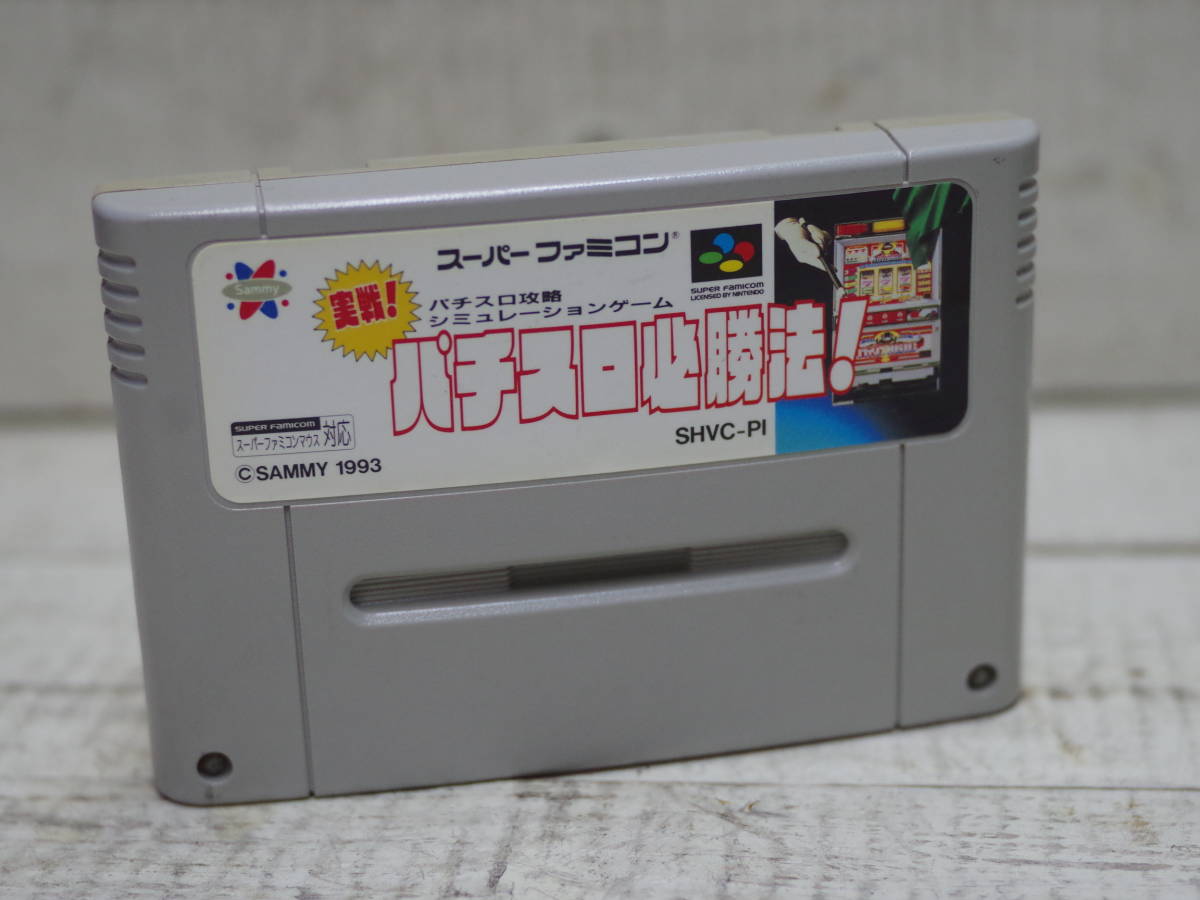 スーパーファミコン®
Sammy
実戦!
パチスロ攻略
シミュレーションゲーム
SUPER FAMICOM
LICENSED BY NINTENDO
パチスロ必勝法!
SUPER FAMICOM
スーパーファミコンマウス 対応
SHVC-PI
©SAMMY 1993